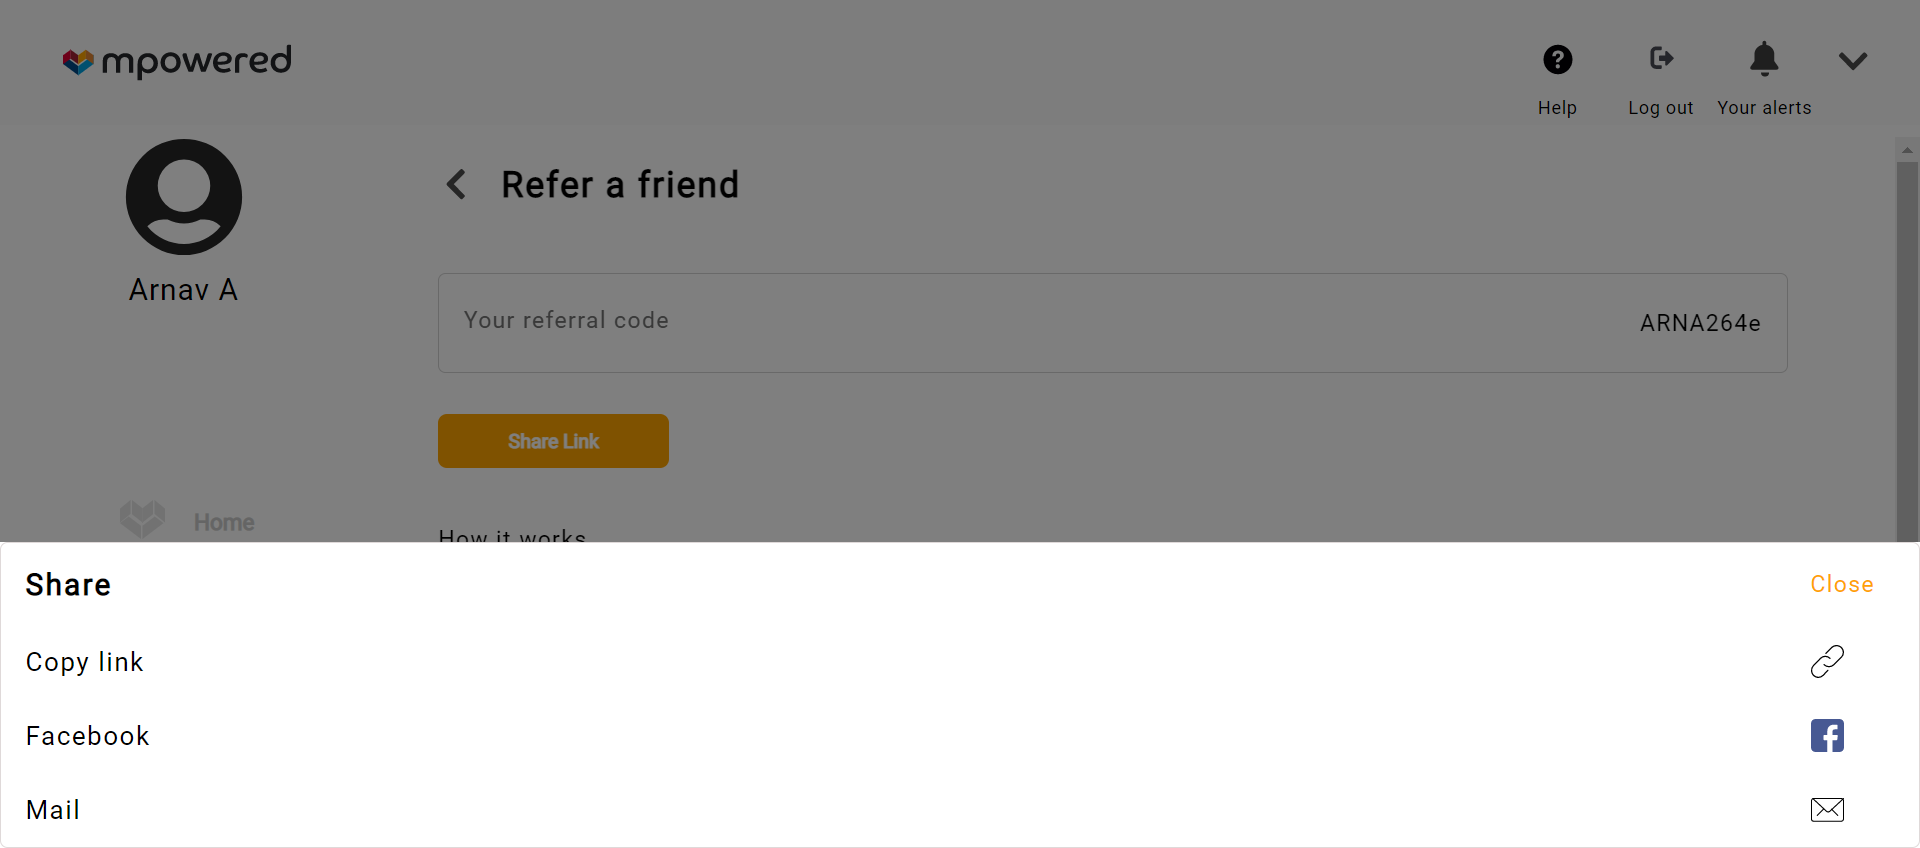 mpowered
Help
Log out
Your alerts
Arnav A
Refer a friend
Your referral code
ARNA264e
Share Link
Home
How it works
Share
Close
Copy link
Facebook
Mail